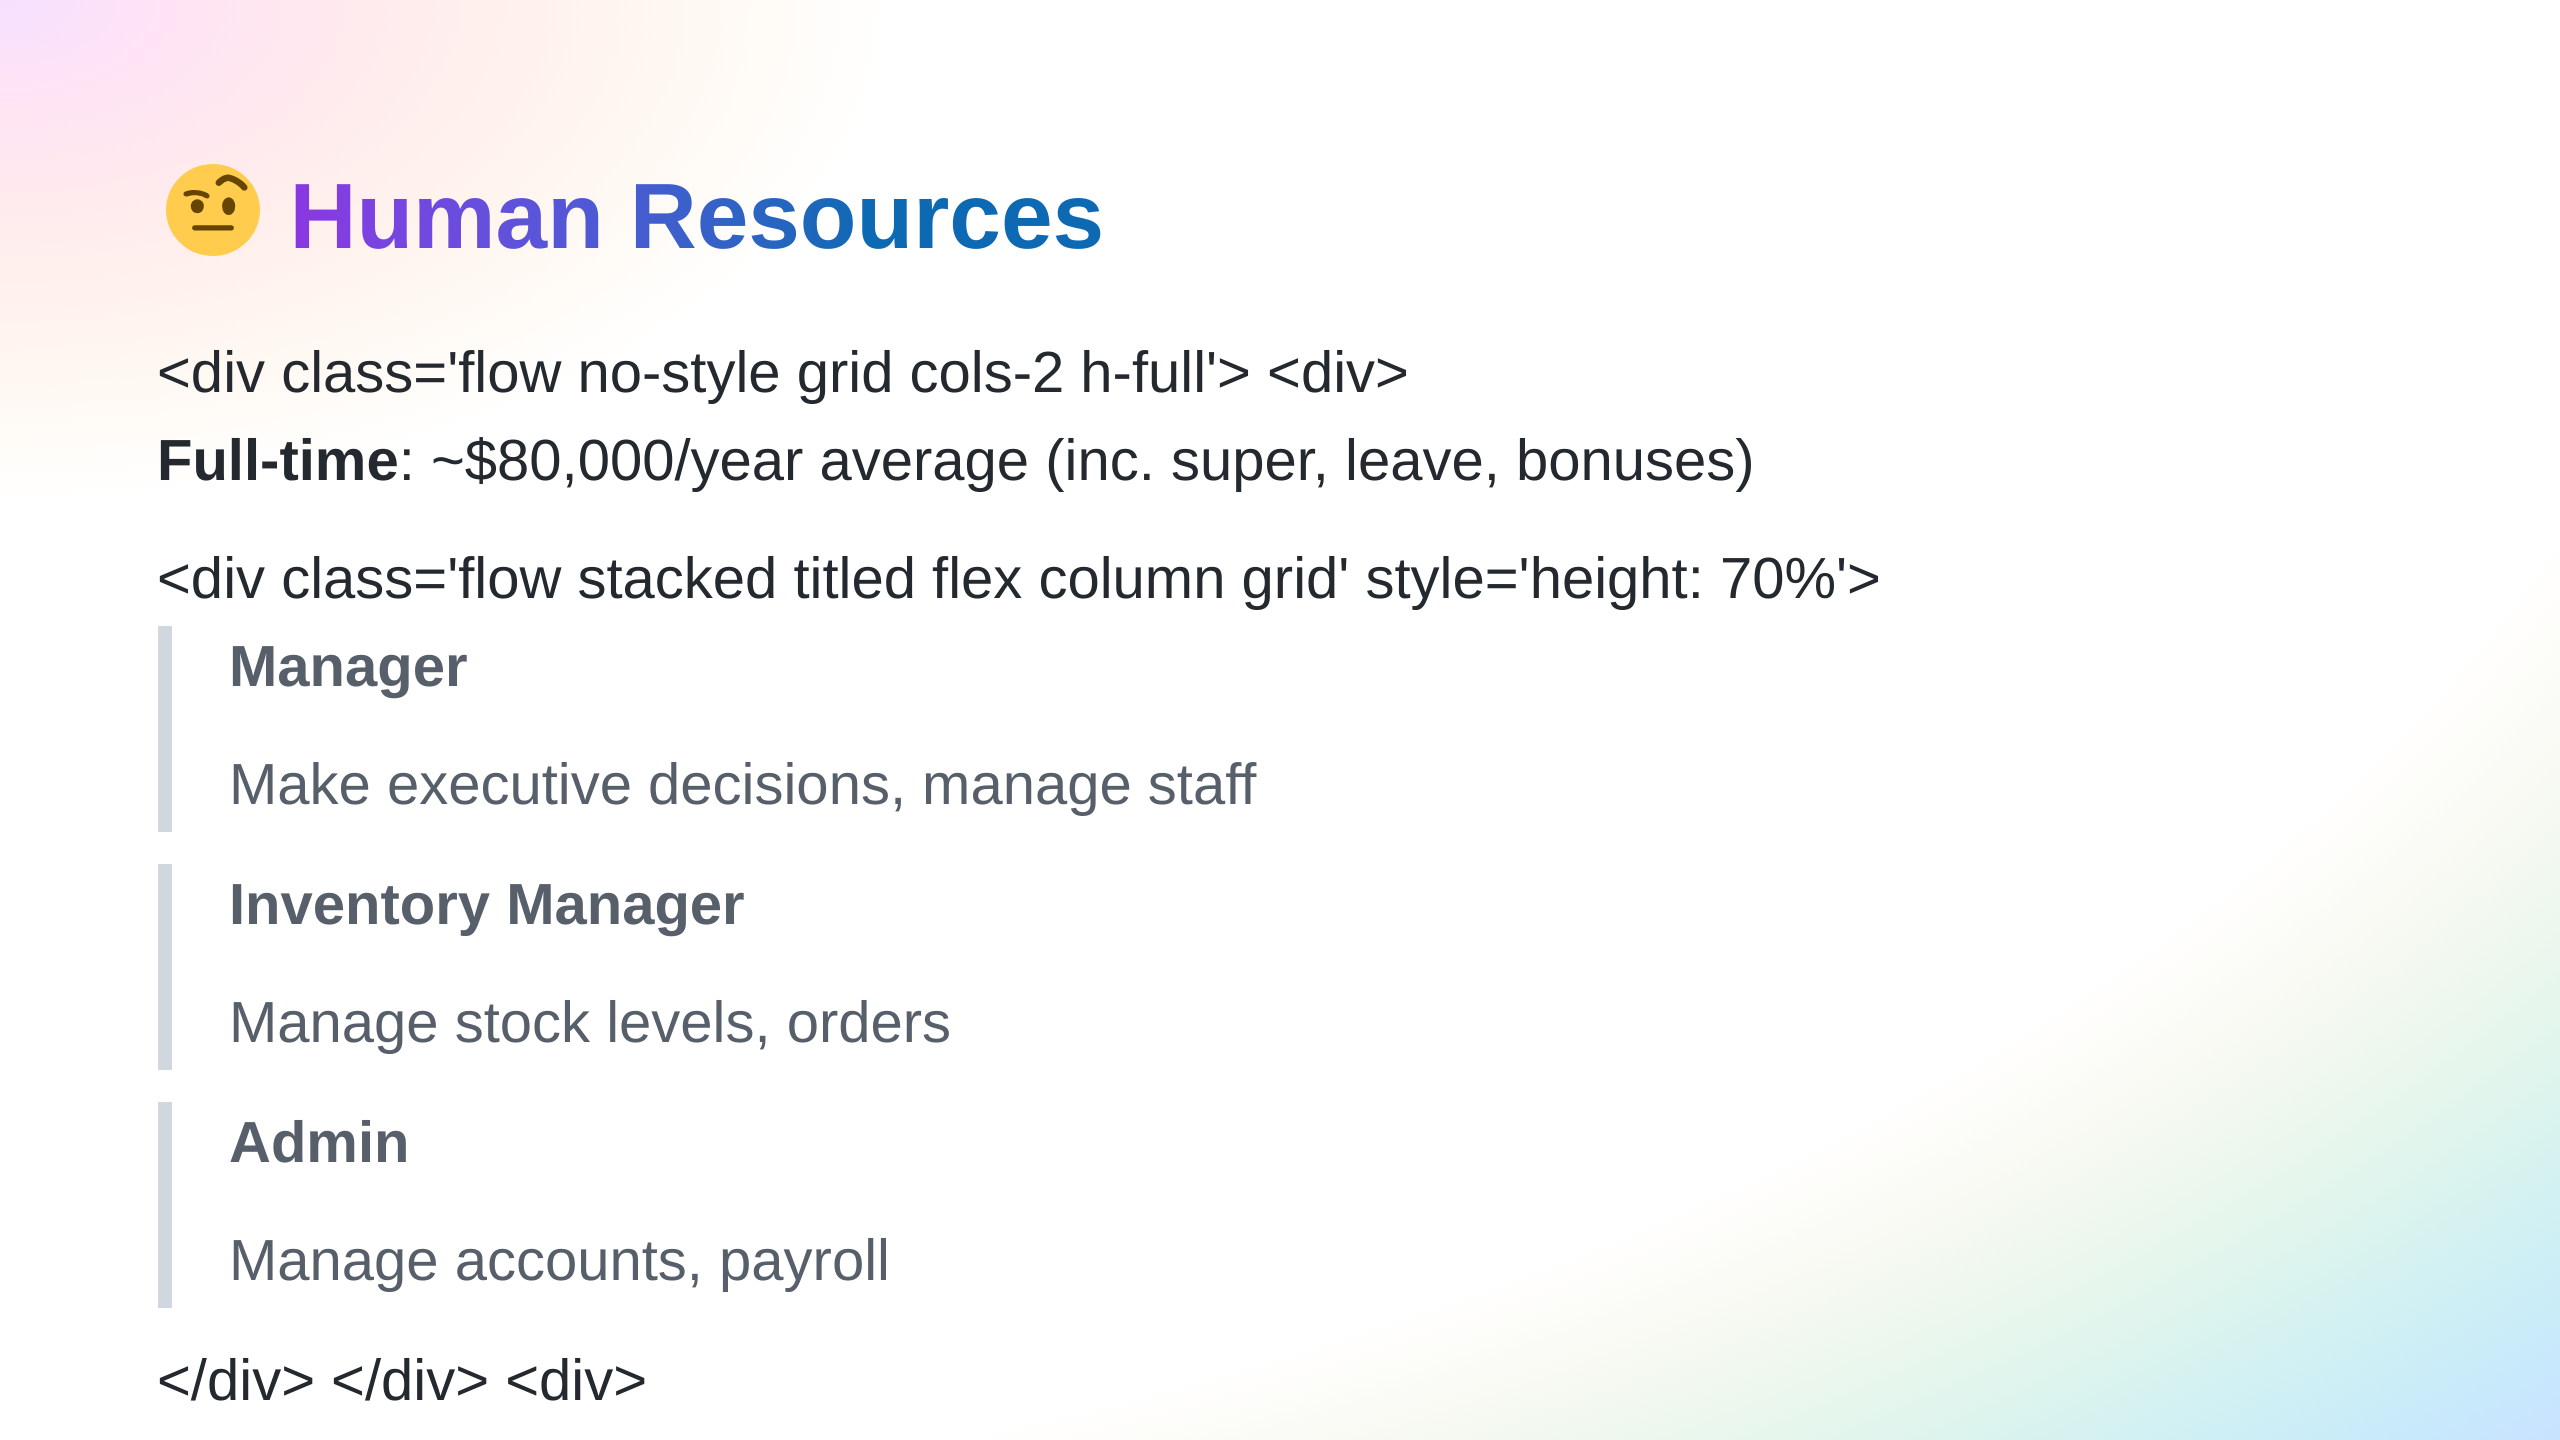 🤨 Human Resources
<div class='flow no-style grid cols-2 h-full'> <div>
Full-time: ~$80,000/year average (inc. super, leave, bonuses)
<div class='flow stacked titled flex column grid' style='height: 70%'>
Manager
Make executive decisions, manage staff
Inventory Manager
Manage stock levels, orders
Admin
Manage accounts, payroll
</div> </div> <div>